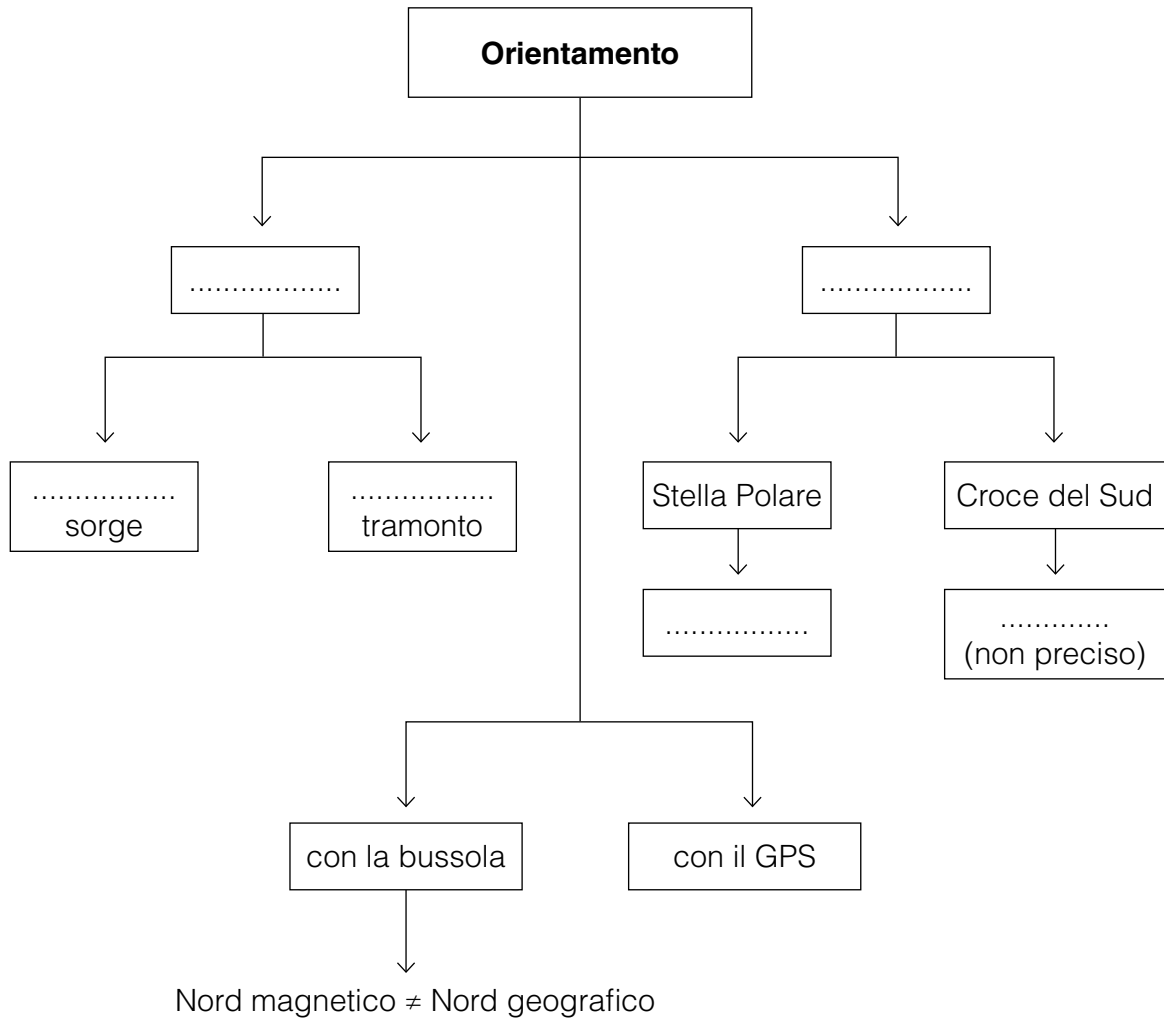 Orientamento
..................
..................
.................
sorge
.................
tramonto
Stella Polare
Croce del Sud
.................
.............
(non preciso)
con la bussola
con il GPS
Nord magnetico ≠ Nord geografico